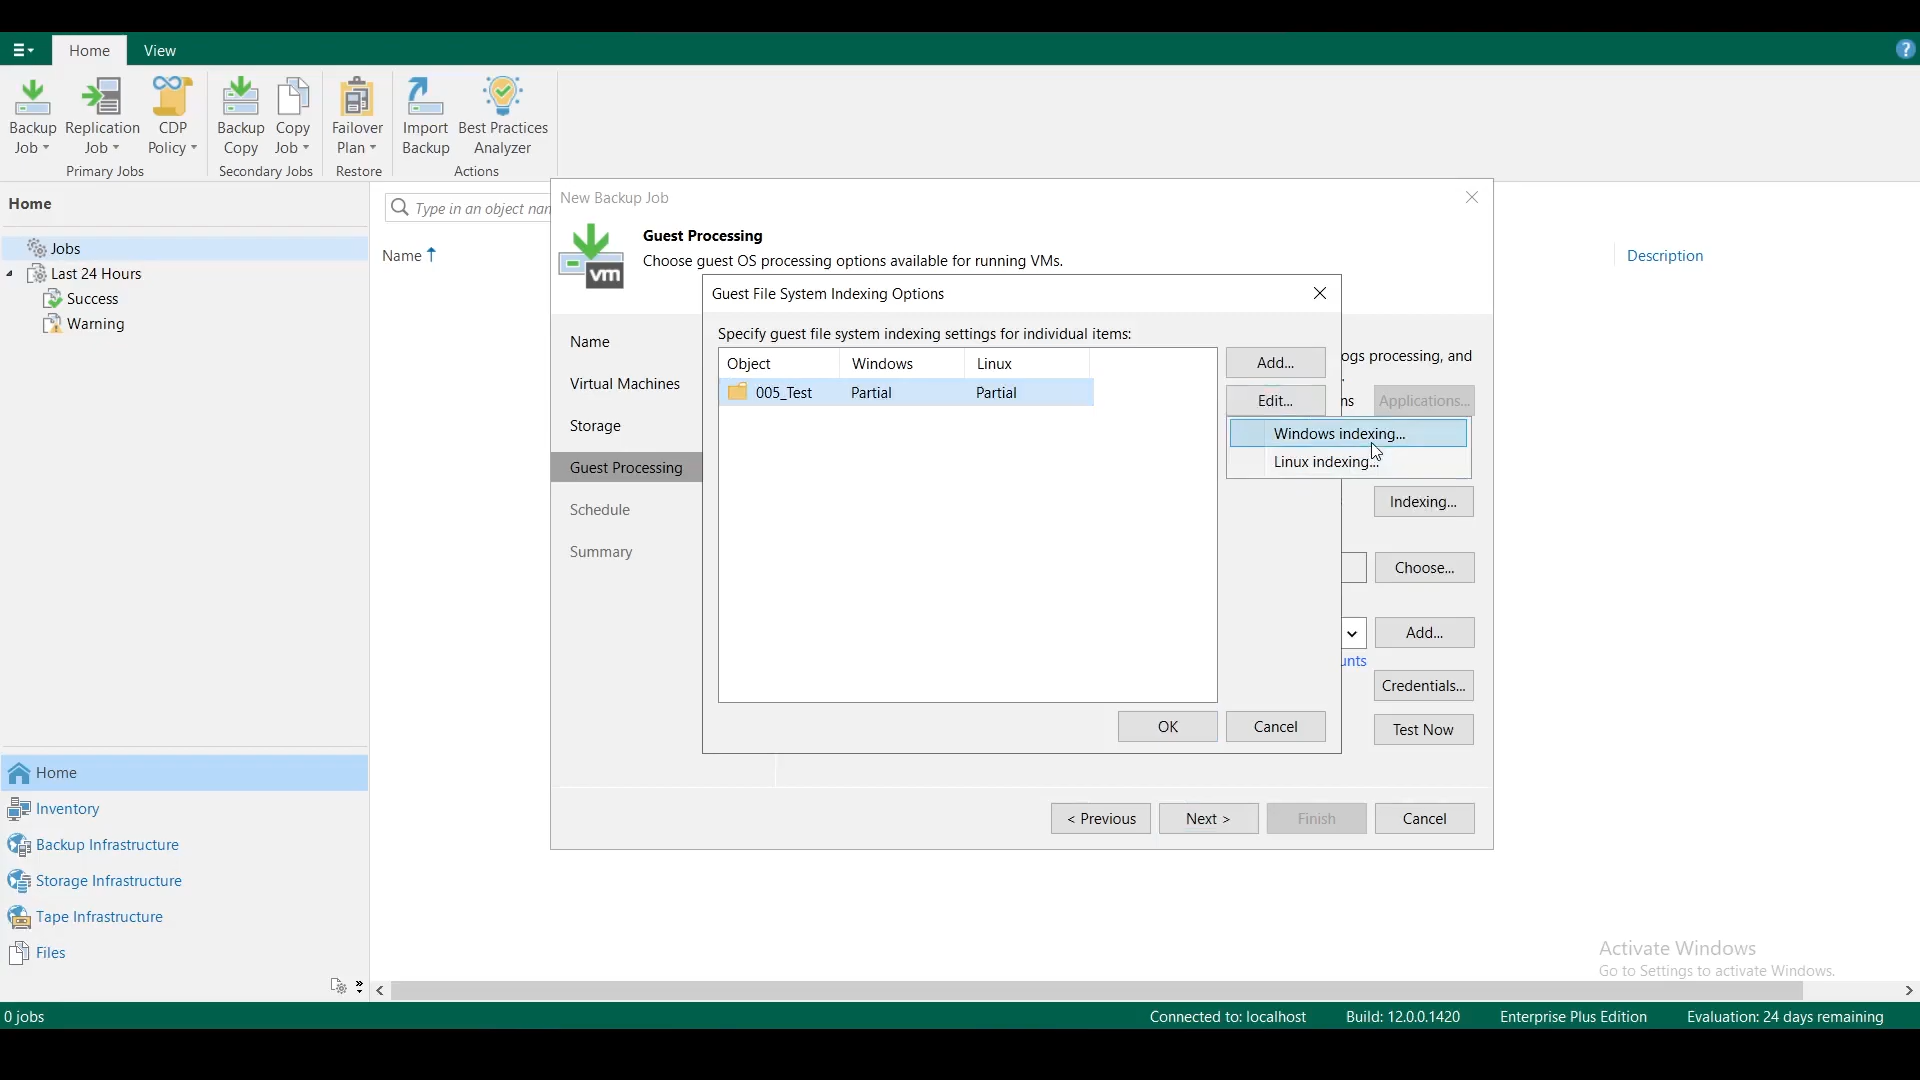 Home
View
?
Backup
Job
Replication
Job
CDP
Policy
Backup
Copy
Copy
Job
Failover
Plan
Import
Backup
Best Practices
Analyzer
Primary Jobs
Secondary Jobs
Restore
Actions
Home
Jobs
Last 24 Hours
Success
Warning
Type in an object nam
Name
Description
New Backup Job
vm
Guest Processing
Choose guest OS processing options available for running VMs.
Name
Virtual Machines
Storage
Guest Processing
Schedule
Summary
Guest File System Indexing Options
Specify guest file system indexing settings for individual items:
Object
Windows
Linux
005_Test
Partial
Partial
Add...
Edit...
Windows indexing...
Linux indexing...
ogs processing, and
ns
Applications...
Indexing...
Choose...
Add...
unts
Credentials...
Test Now
OK
Cancel
< Previous
Next >
Finish
Cancel
Home
Inventory
Backup Infrastructure
Storage Infrastructure
Tape Infrastructure
Files
Activate Windows
Go to Settings to activate Windows.
0 jobs
Connected to: localhost
Build: 12.0.0.1420
Enterprise Plus Edition
Evaluation: 24 days remaining